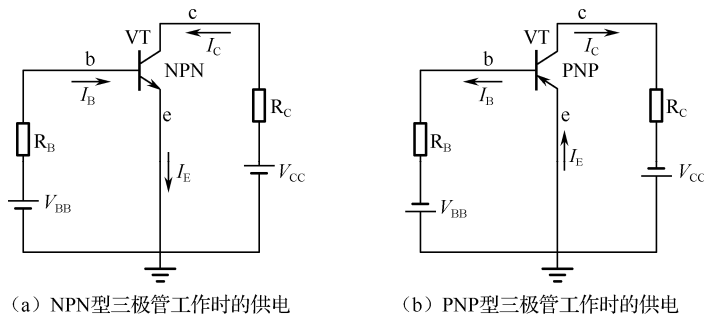 c
VT
I_C
b
NPN
I_B
e
R_B
R_C
I_E
V_CC
V_BB
(a) NPN型三极管工作时的供电
c
VT
I_C
b
PNP
I_B
e
R_B
R_C
I_E
V_CC
V_BB
(b) PNP型三极管工作时的供电